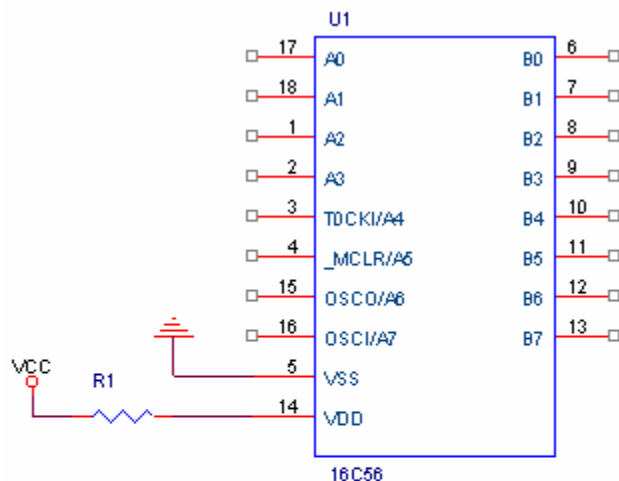 U1
17 A0 B0 6
18 A1 B1 7
1 A2 B2 8
2 A3 B3 9
3 T0CKI/A4 B4 10
4 _MCLR/A5 B5 11
15 OSCO/A6 B6 12
16 OSCI/A7 B7 13
5 VSS
VCC
R1
14 VDD
16C56